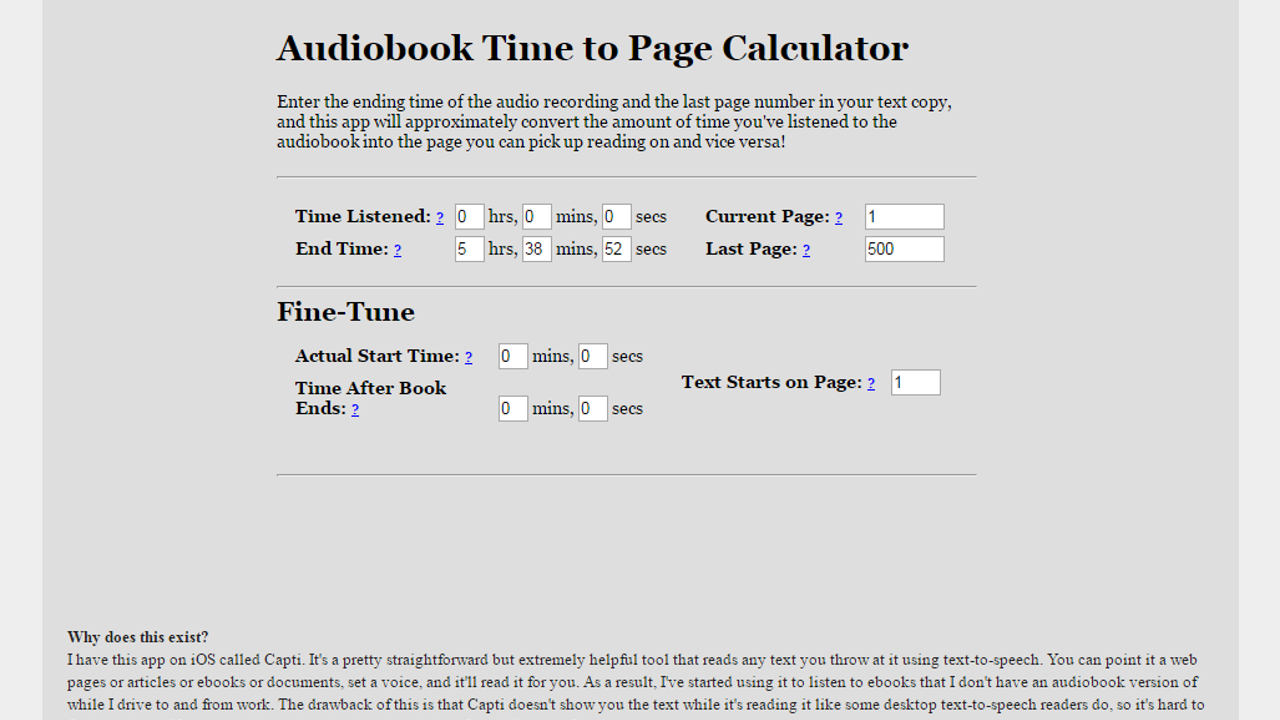 Audiobook Time to Page Calculator
Enter the ending time of the audio recording and the last page number in your text copy,
and this app will approximately convert the amount of time you've listened to the
audiobook into the page you can pick up reading on and vice versa!
Time Listened: ? 0 hrs, 0 mins, 0 secs Current Page: ? 1
End Time: ? 5 hrs, 38 mins, 52 secs Last Page: ? 500
Fine-Tune
Actual Start Time: ? 0 mins, 0 secs
Text Starts on Page: ? 1
Time After Book
Ends: ? 0 mins, 0 secs
Why does this exist?
I have this app on iOS called Capti. It's a pretty straightforward but extremely helpful tool that reads any text you throw at it using text-to-speech. You can point it a web
pages or articles or ebooks or documents, set a voice, and it'll read it for you. As a result, I've started using it to listen to ebooks that I don't have an audiobook version of
while I drive to and from work. The drawback of this is that Capti doesn't show you the text while it's reading it like some desktop text-to-speech readers do, so it's hard to